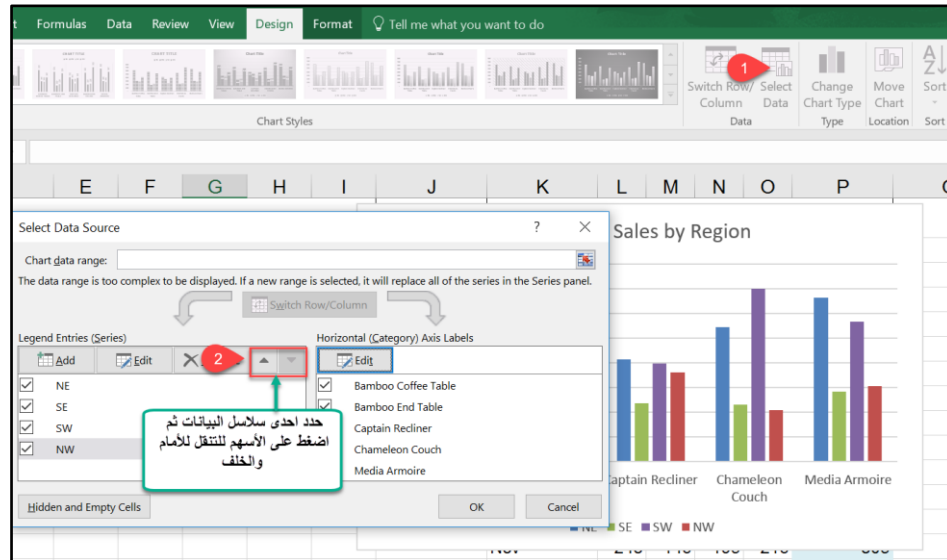 Formulas Data Review View Design Format Tell me what you want to do
Switch Row/ Column
Select Data
Change Chart Type
Move Chart
Sort
1
Chart Styles
Data Type Location Sort
E F G H I J K L M N O P
Select Data Source ? ×
Chart data range:
The data range is too complex to be displayed. If a new range is selected, it will replace all of the series in the Series panel.
Switch Row/Column
Legend Entries (Series)
Horizontal (Category) Axis Labels
Add Edit 2
Edit
NE
SE
SW
NW
Bamboo Coffee Table
Bamboo End Table
Captain Recliner
Chameleon Couch
Media Armoire
حدد احدى سلاسل البيانات ثم
اضغط على الأسهم للتنقل للأمام
والخلف
Hidden and Empty Cells
OK Cancel
Sales by Region
Captain Recliner
Chameleon
Couch
Media Armoire
NE SE SW NW